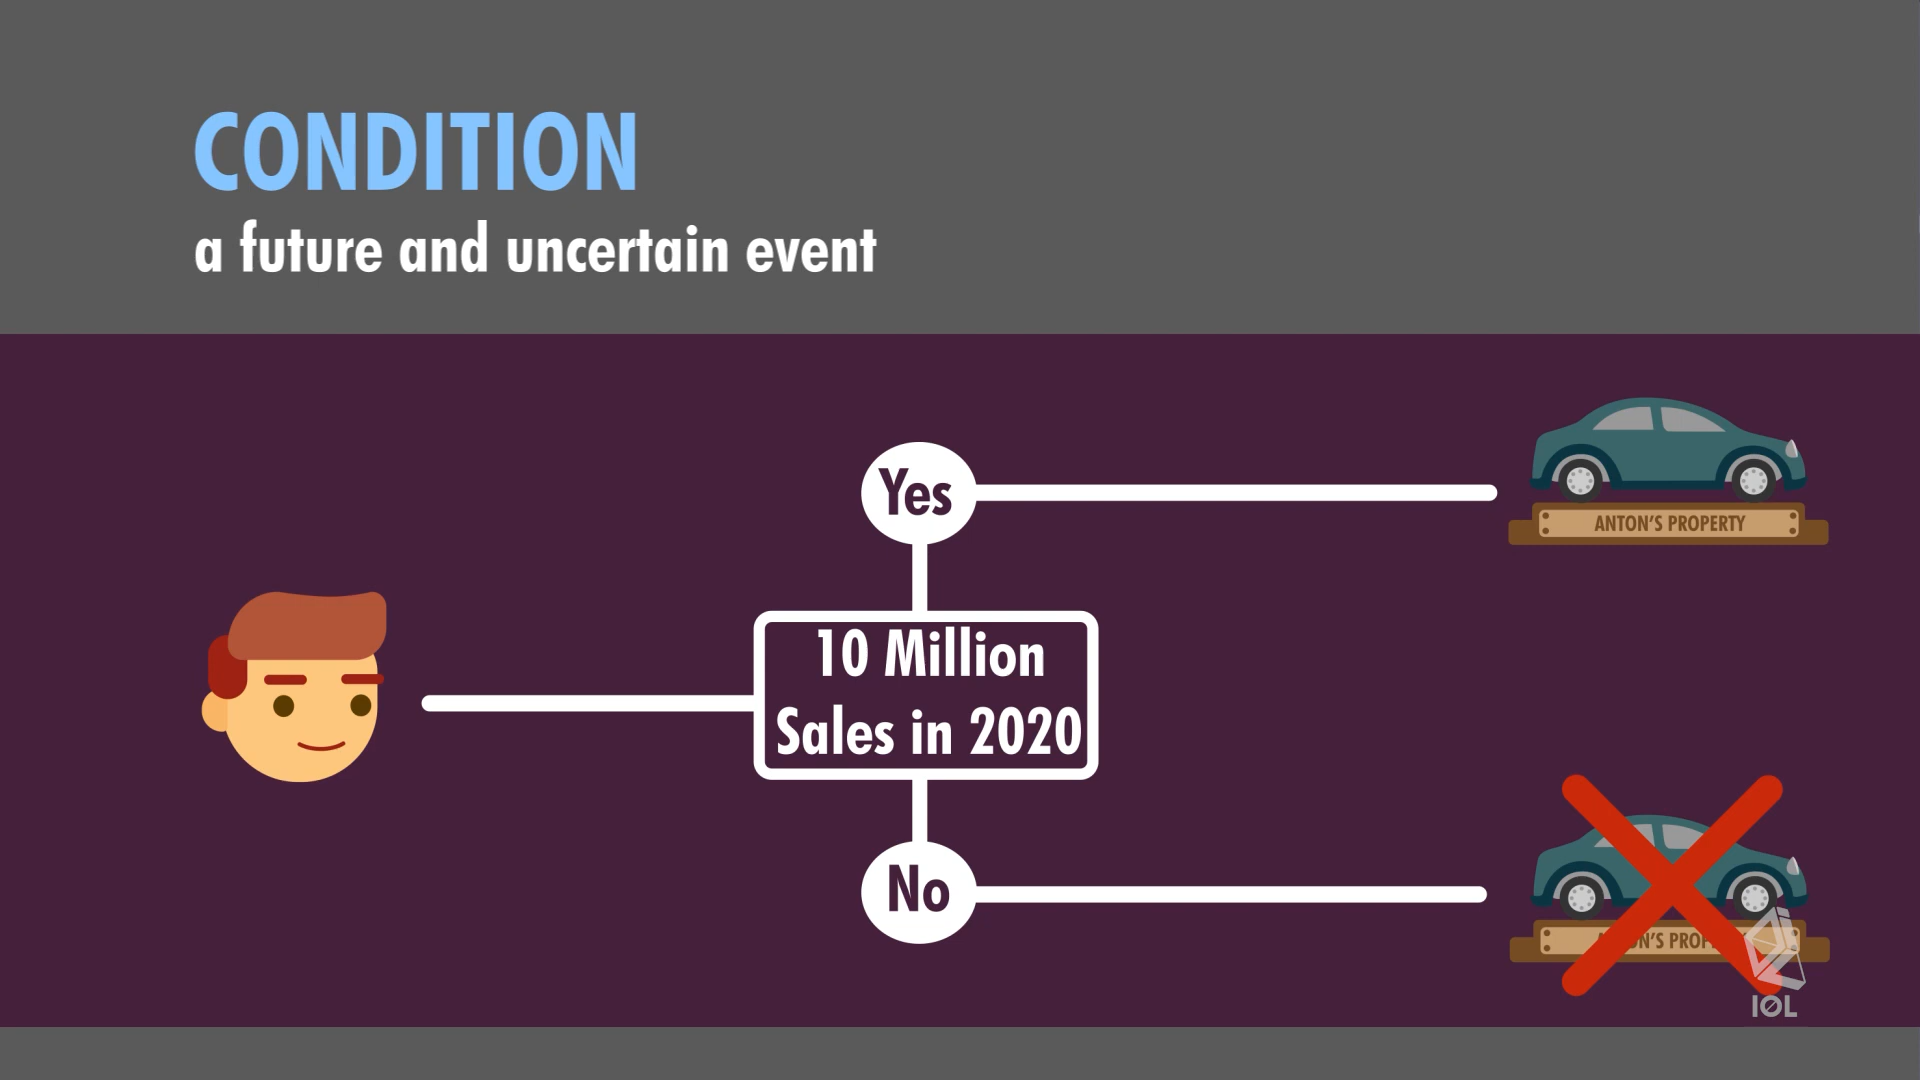 CONDITION
a future and uncertain event
Yes
ANTON'S PROPERTY
10 Million
Sales in 2020
No
IOL